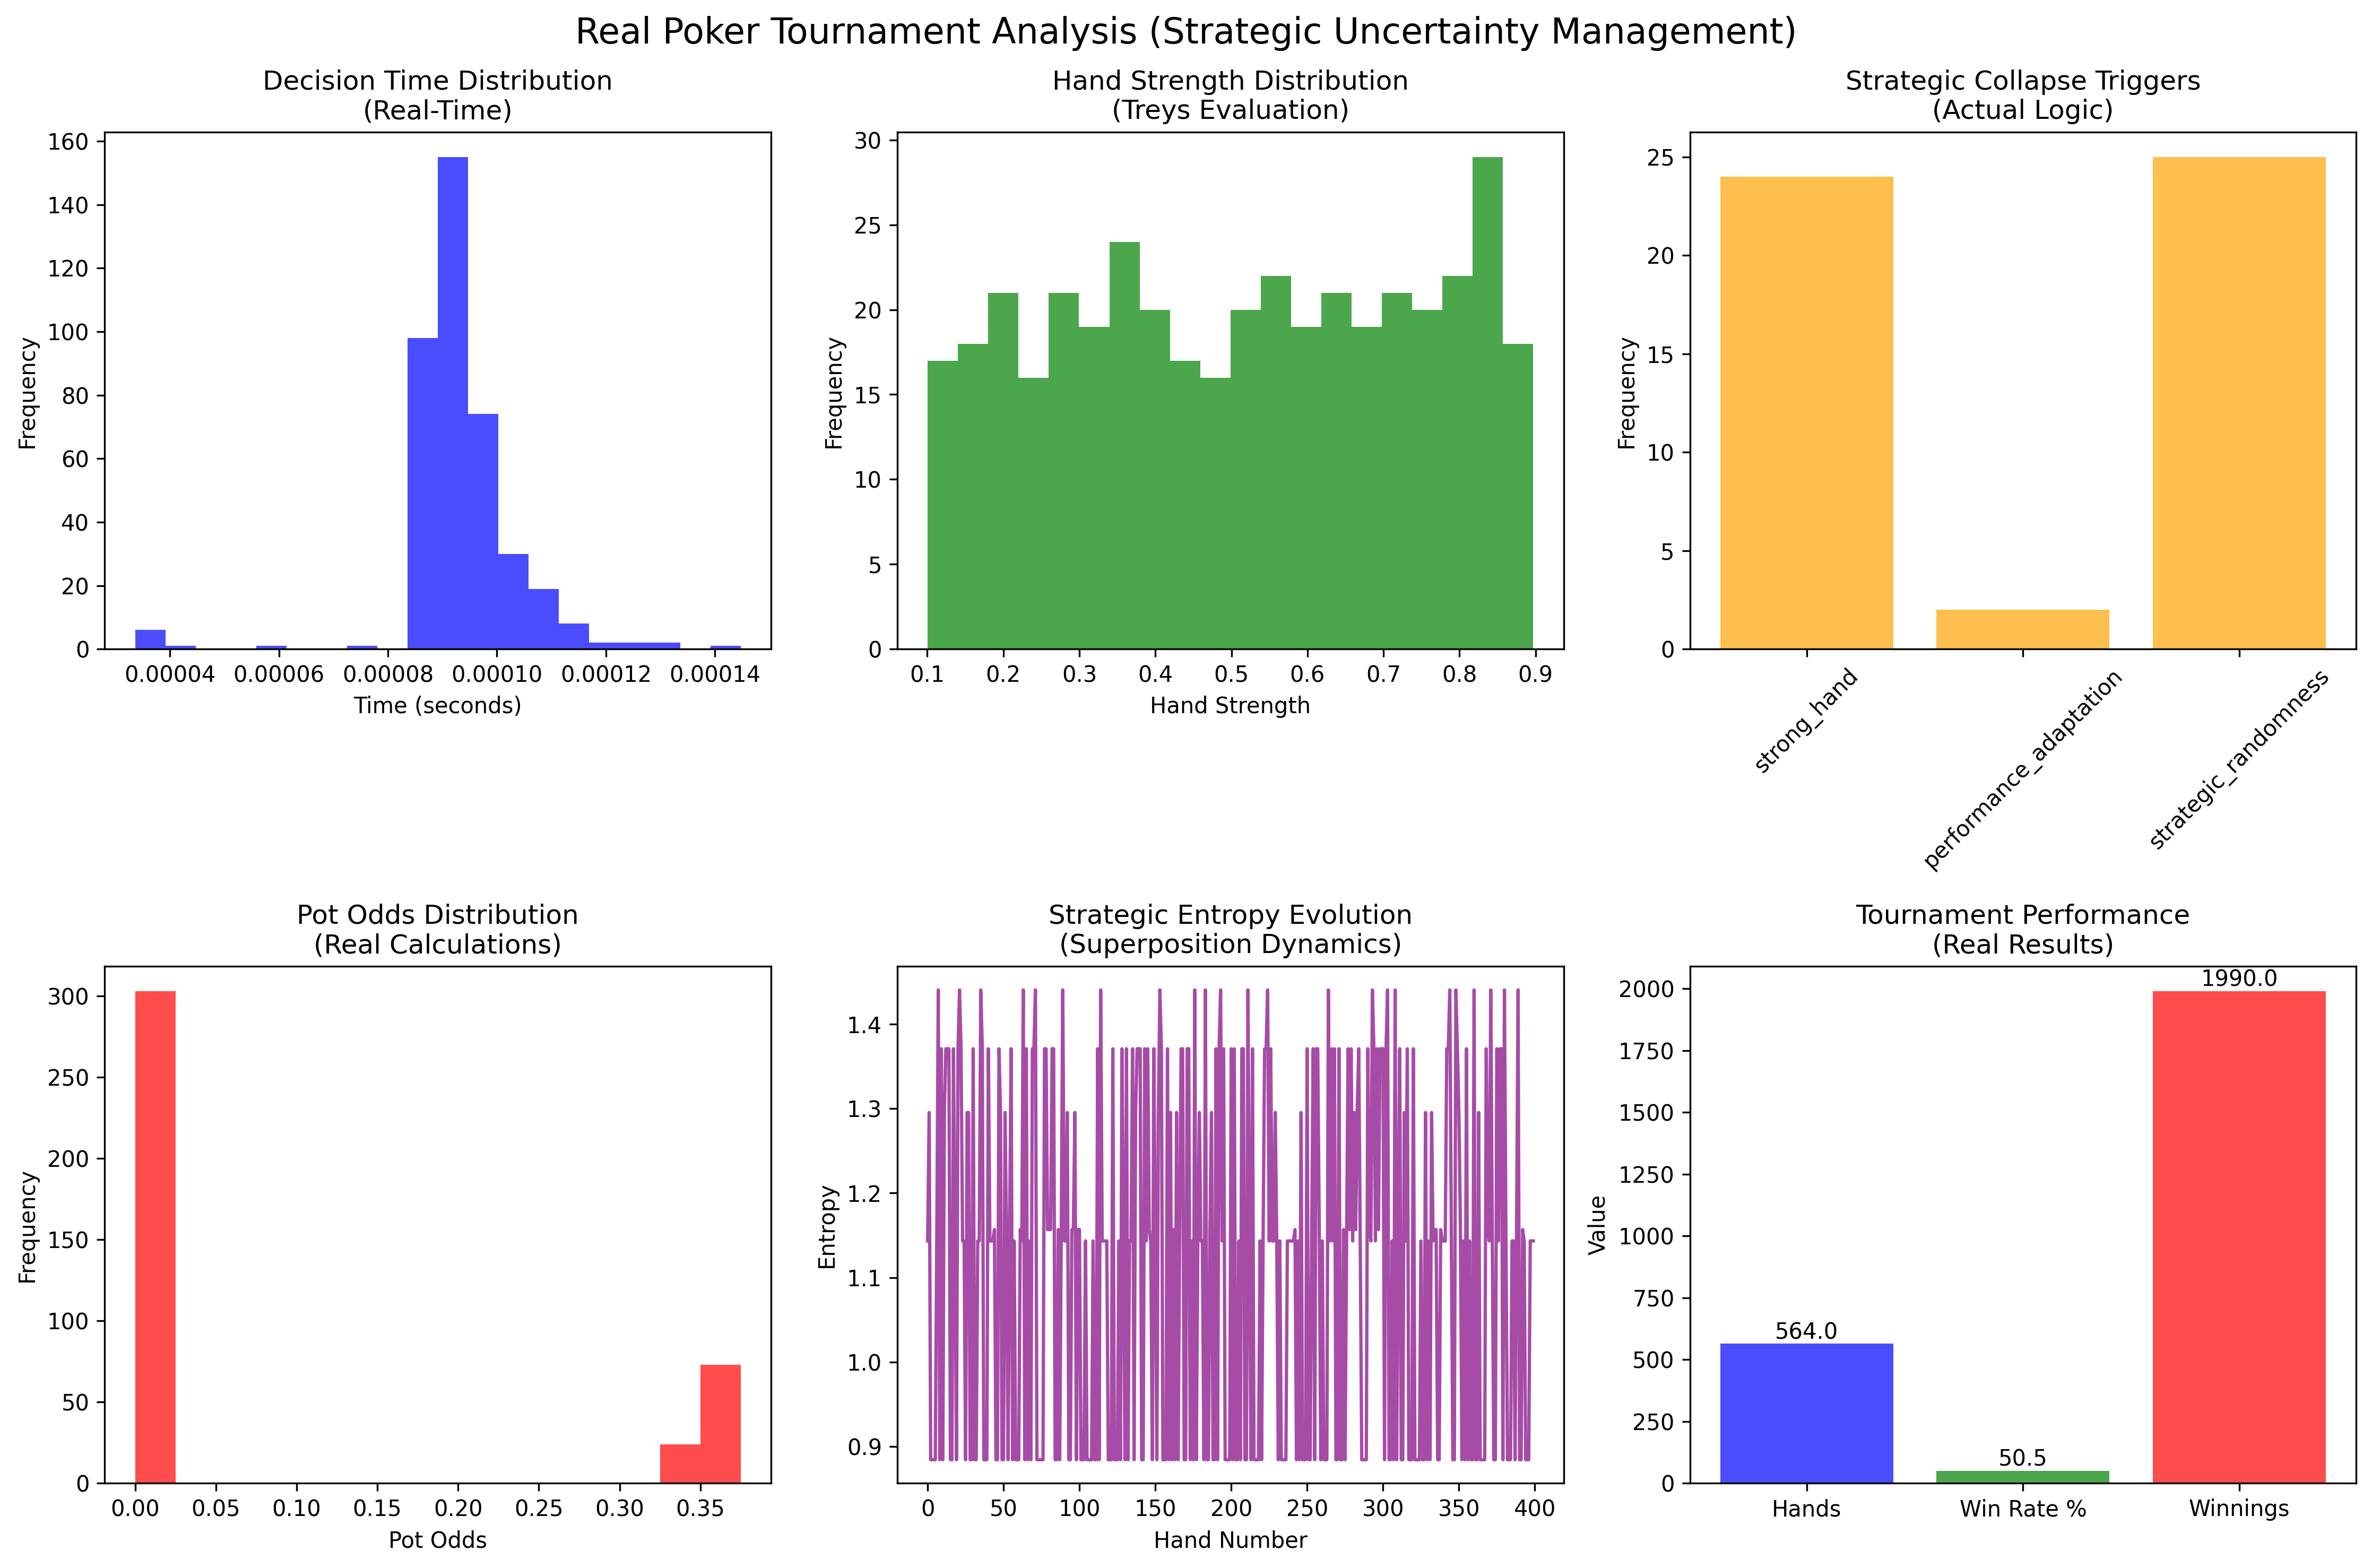 Real Poker Tournament Analysis (Strategic Uncertainty Management)
Decision Time Distribution
(Real-Time)
Frequency
160
140
120
100
80
60
40
20
0
0.00004 0.00006 0.00008 0.00010 0.00012 0.00014
Time (seconds)
Hand Strength Distribution
(Treys Evaluation)
Frequency
30
25
20
15
10
5
0
0.1 0.2 0.3 0.4 0.5 0.6 0.7 0.8 0.9
Hand Strength
Strategic Collapse Triggers
(Actual Logic)
Frequency
25
20
15
10
5
0
strong_hand
performance_adaptation
strategic_randomness
Pot Odds Distribution
(Real Calculations)
Frequency
300
250
200
150
100
50
0
0.00 0.05 0.10 0.15 0.20 0.25 0.30 0.35
Pot Odds
Strategic Entropy Evolution
(Superposition Dynamics)
Entropy
1.4
1.3
1.2
1.1
1.0
0.9
0 50 100 150 200 250 300 350 400
Hand Number
Tournament Performance
(Real Results)
Value
2000
1750
1500
1250
1000
750
500
250
0
564.0
50.5
1990.0
Hands Win Rate % Winnings